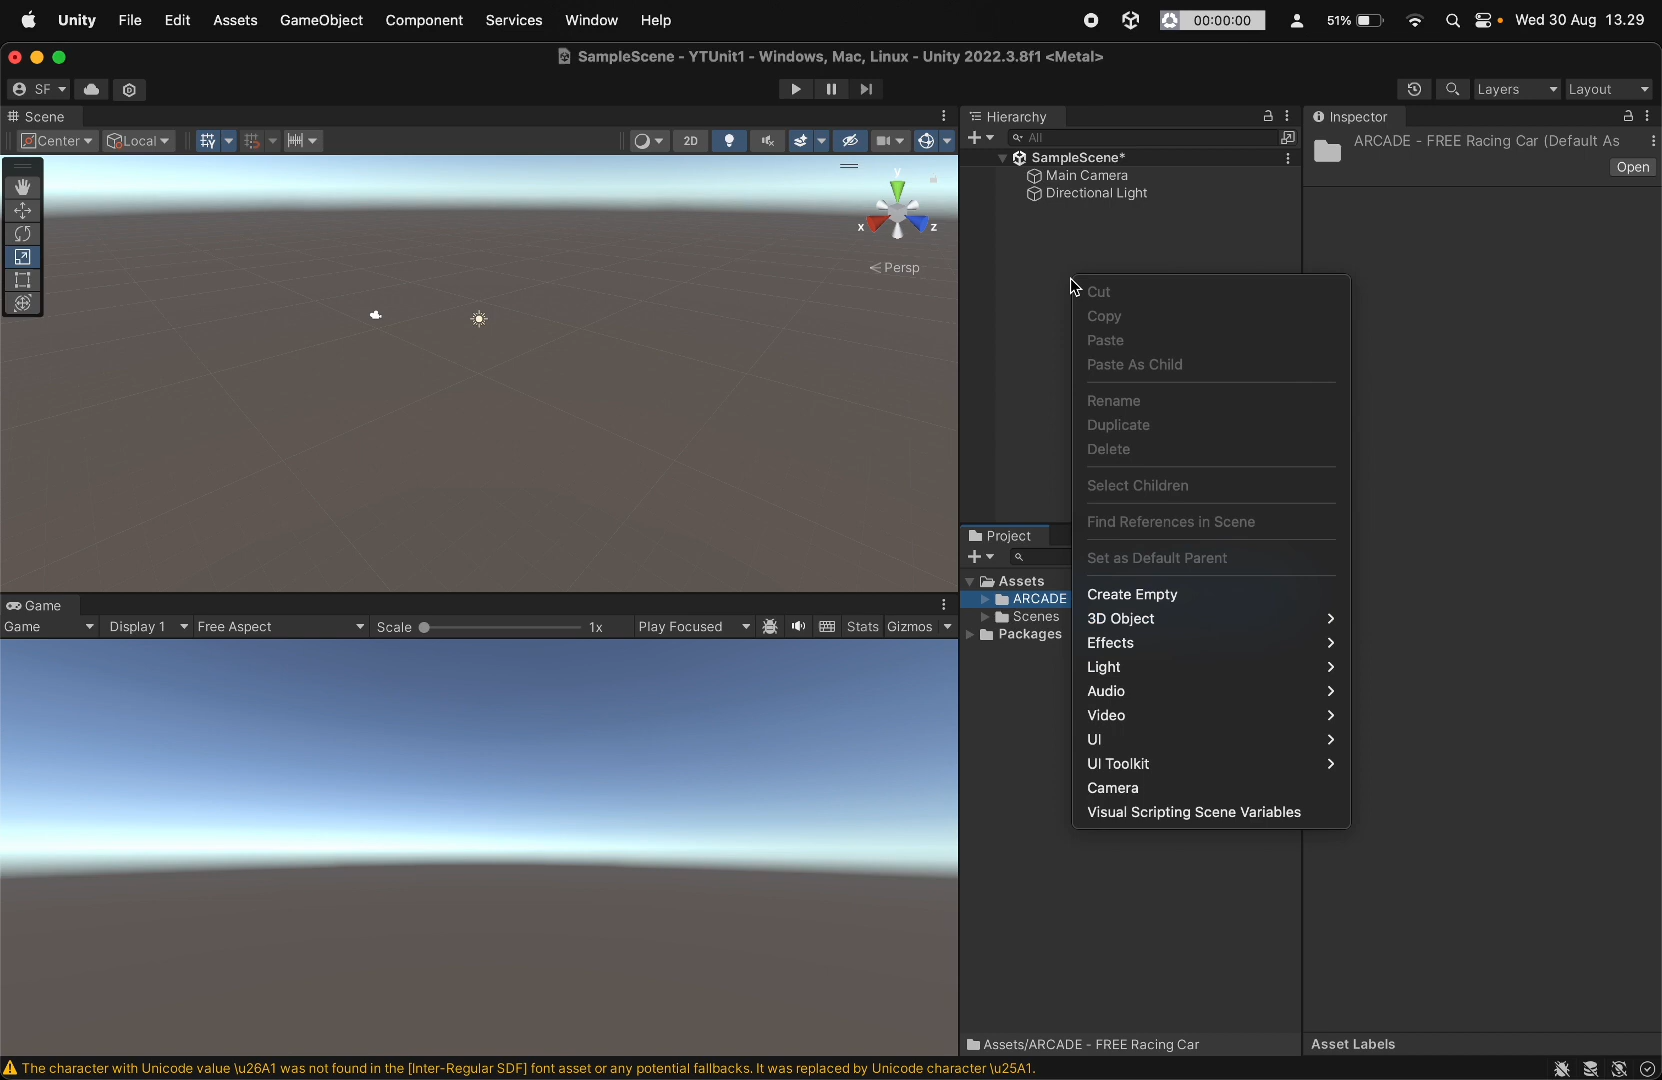 Unity File Edit Assets GameObject Component Services Window Help 00:00:00 51% Wed 30 Aug 13.29
SampleScene - YTUnit1 - Windows, Mac, Linux - Unity 2022.3.8f1 <Metal>
SF Layers Layout
Scene
Center Local 2D
y
x z
Persp
Hierarchy
All
SampleScene*
Main Camera
Directional Light
Inspector
ARCADE - FREE Racing Car (Default As
Open
Cut
Copy
Paste
Paste As Child
Rename
Duplicate
Delete
Select Children
Find References in Scene
Set as Default Parent
Create Empty
3D Object
Effects
Light
Audio
Video
UI
UI Toolkit
Camera
Visual Scripting Scene Variables
Project
Assets
ARCADE
Scenes
Packages
Game
Game Display 1 Free Aspect Scale 1x Play Focused Stats Gizmos
Assets/ARCADE - FREE Racing Car
Asset Labels
The character with Unicode value \u26A1 was not found in the [Inter-Regular SDF] font asset or any potential fallbacks. It was replaced by Unicode character \u25A1.